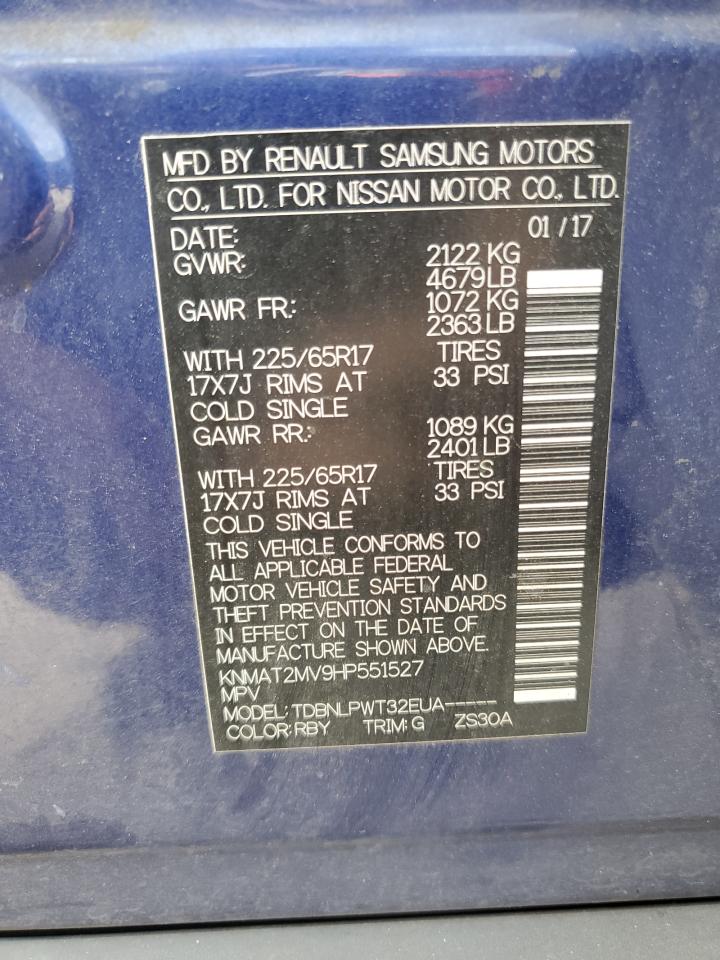 MFD BY RENAULT SAMSUNG MOTORS
CO., LTD. FOR NISSAN MOTOR CO., LTD.
DATE: 01 / 17
GVWR: 2122 KG
4679 LB
GAWR FR: 1072 KG
2363 LB
WITH 225/65R17 TIRES
17X7J RIMS AT 33 PSI
COLD SINGLE
GAWR RR: 1089 KG
2401 LB
WITH 225/65R17 TIRES
17X7J RIMS AT 33 PSI
COLD SINGLE
THIS VEHICLE CONFORMS TO
ALL APPLICABLE FEDERAL
MOTOR VEHICLE SAFETY AND
THEFT PREVENTION STANDARDS
IN EFFECT ON THE DATE OF
MANUFACTURE SHOWN ABOVE.
KNMAT2MV9HP551527
MPV
MODEL: TDBNLPWT32EUA-----
COLOR: RBY TRIM: G ZS30A